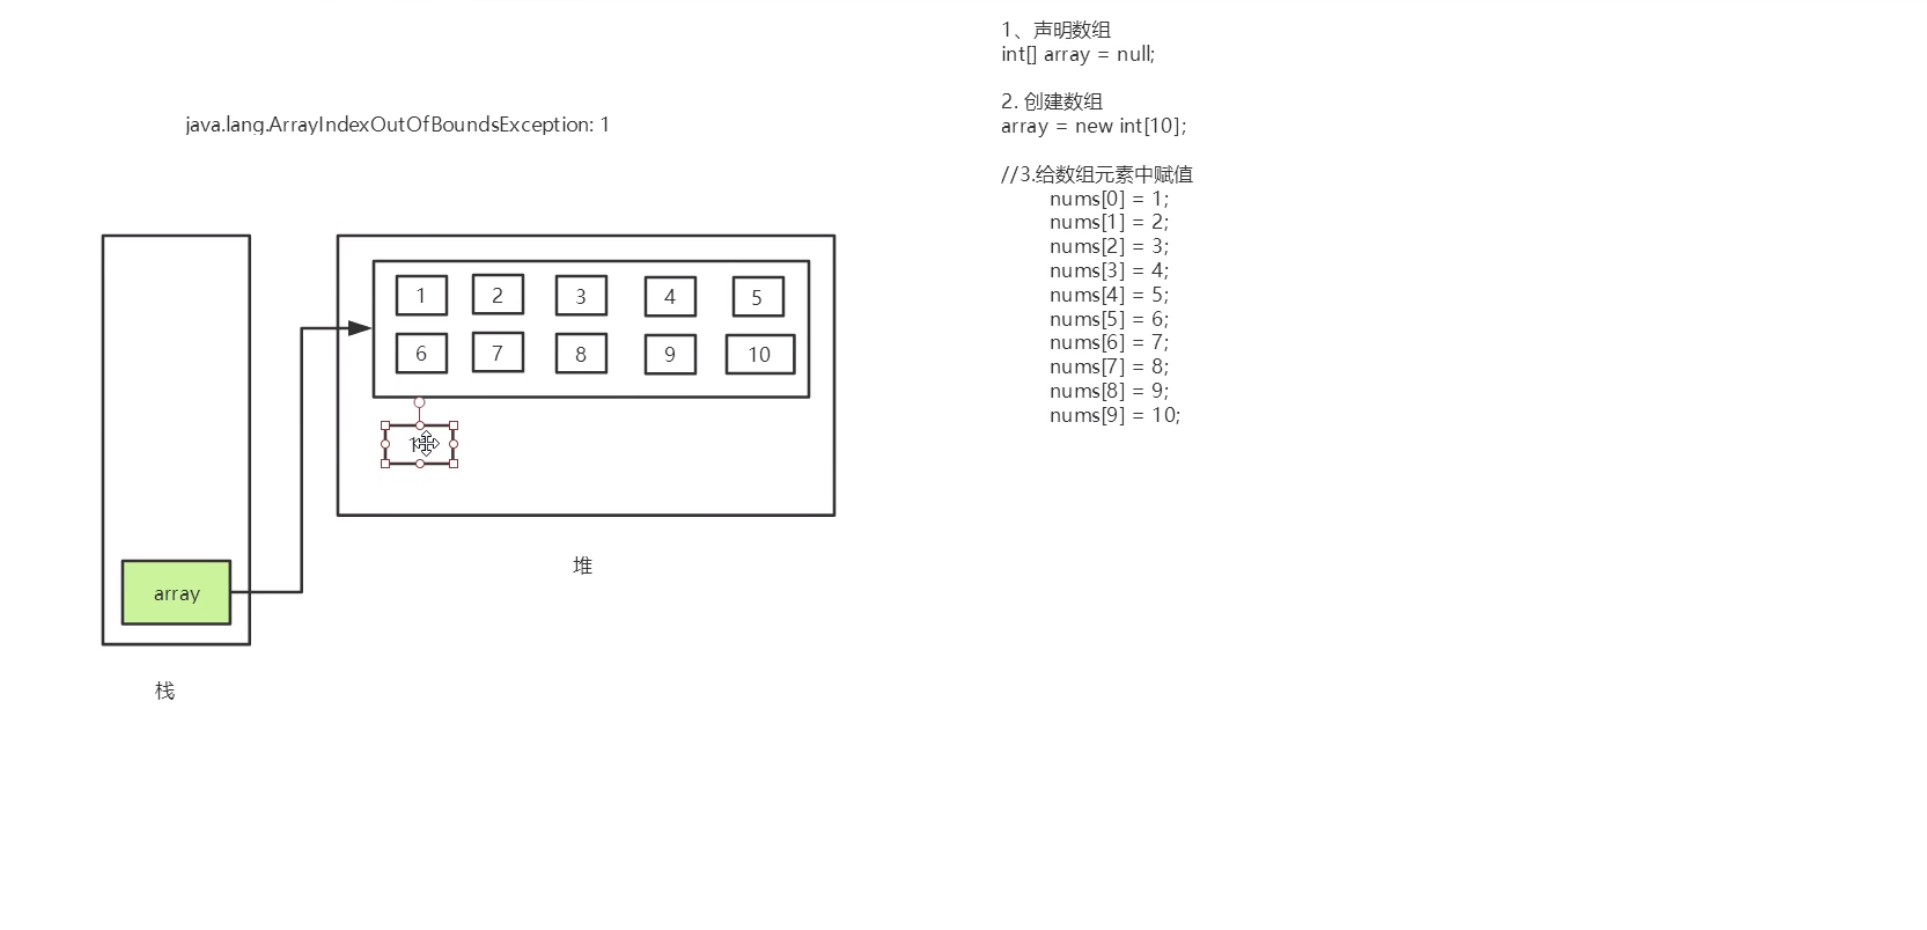 java.lang.ArrayIndexOutOfBoundsException: 1
1
2
3
4
5
6
7
8
9
10
array
栈
堆
1、声明数组
int[] array = null;
2. 创建数组
array = new int[10];
//3.给数组元素中赋值
nums[0] = 1;
nums[1] = 2;
nums[2] = 3;
nums[3] = 4;
nums[4] = 5;
nums[5] = 6;
nums[6] = 7;
nums[7] = 8;
nums[8] = 9;
nums[9] = 10;